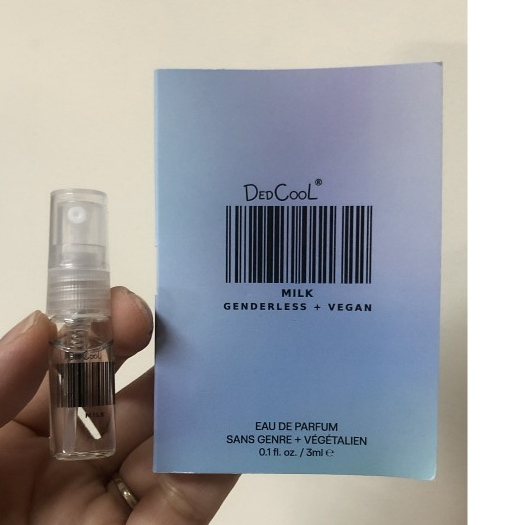 DEDCOOL®
MILK
GENDERLESS + VEGAN
EAU DE PARFUM
SANS GENRE + VÉGÉTALIEN
0.1 fl. oz. / 3ml ℮
DEDCOOL
MILK